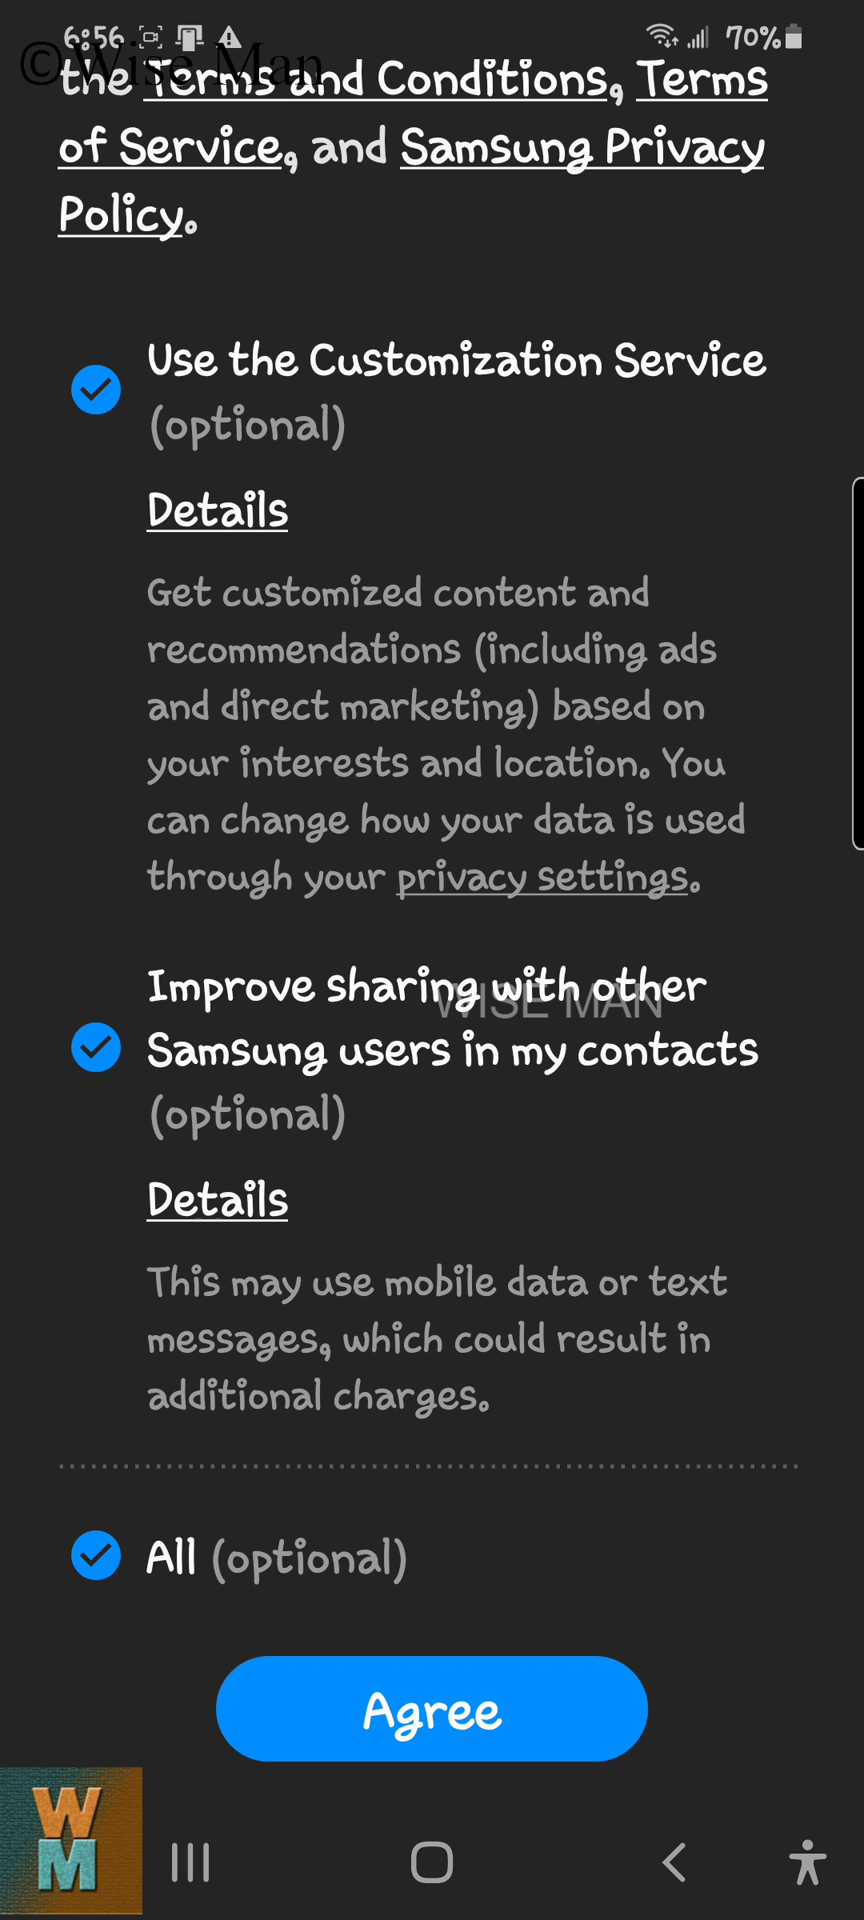 6:56 70%
©Wise Man
the Terms and Conditions, Terms
of Service, and Samsung Privacy
Policy.
Use the Customization Service
(optional)
Details
Get customized content and
recommendations (including ads
and direct marketing) based on
your interests and location. You
can change how your data is used
through your privacy settings.
Improve sharing with other
WISE MAN
Samsung users in my contacts
(optional)
Details
This may use mobile data or text
messages, which could result in
additional charges.
All (optional)
Agree
W
M